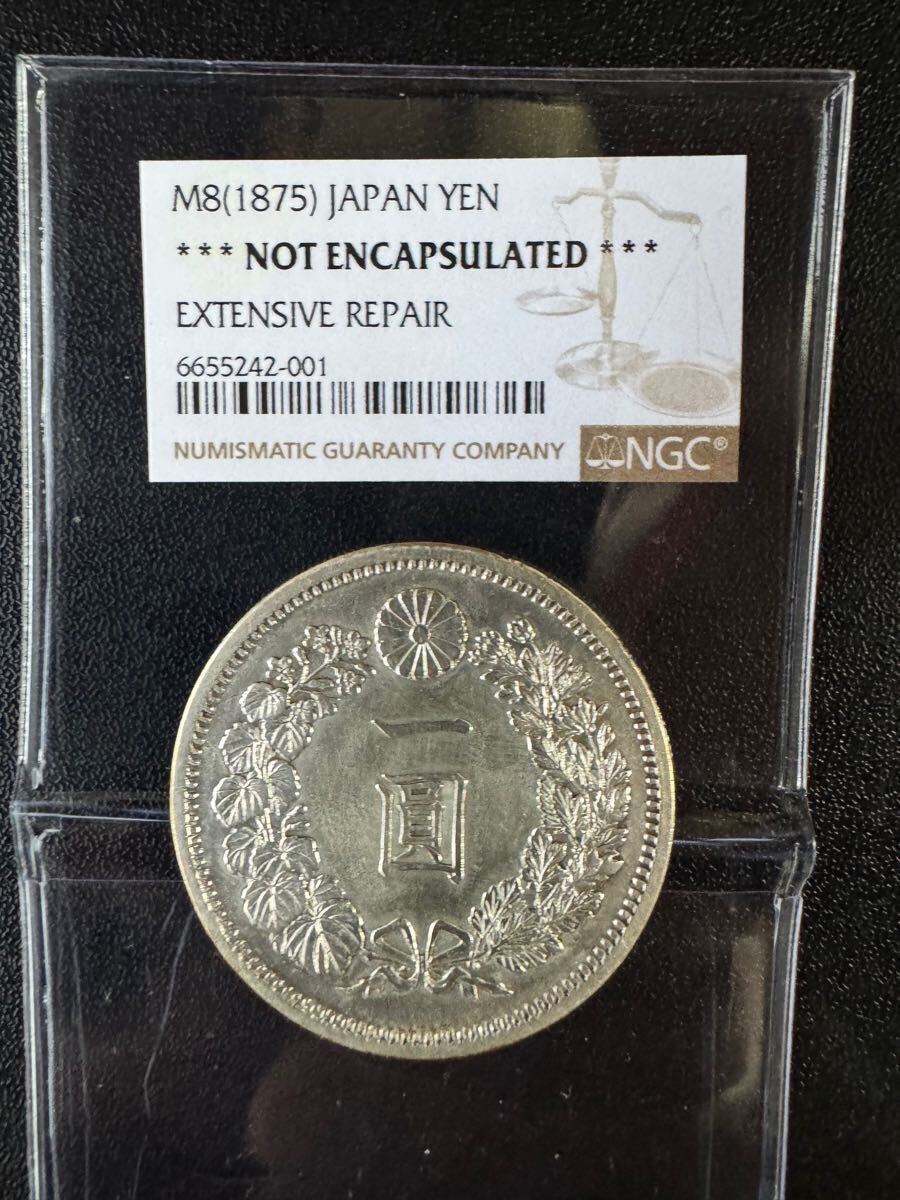 M8(1875) JAPAN YEN
*** NOT ENCAPSULATED ***
EXTENSIVE REPAIR
6655242-001
NUMISMATIC GUARANTY COMPANY
NGC®
一
圓